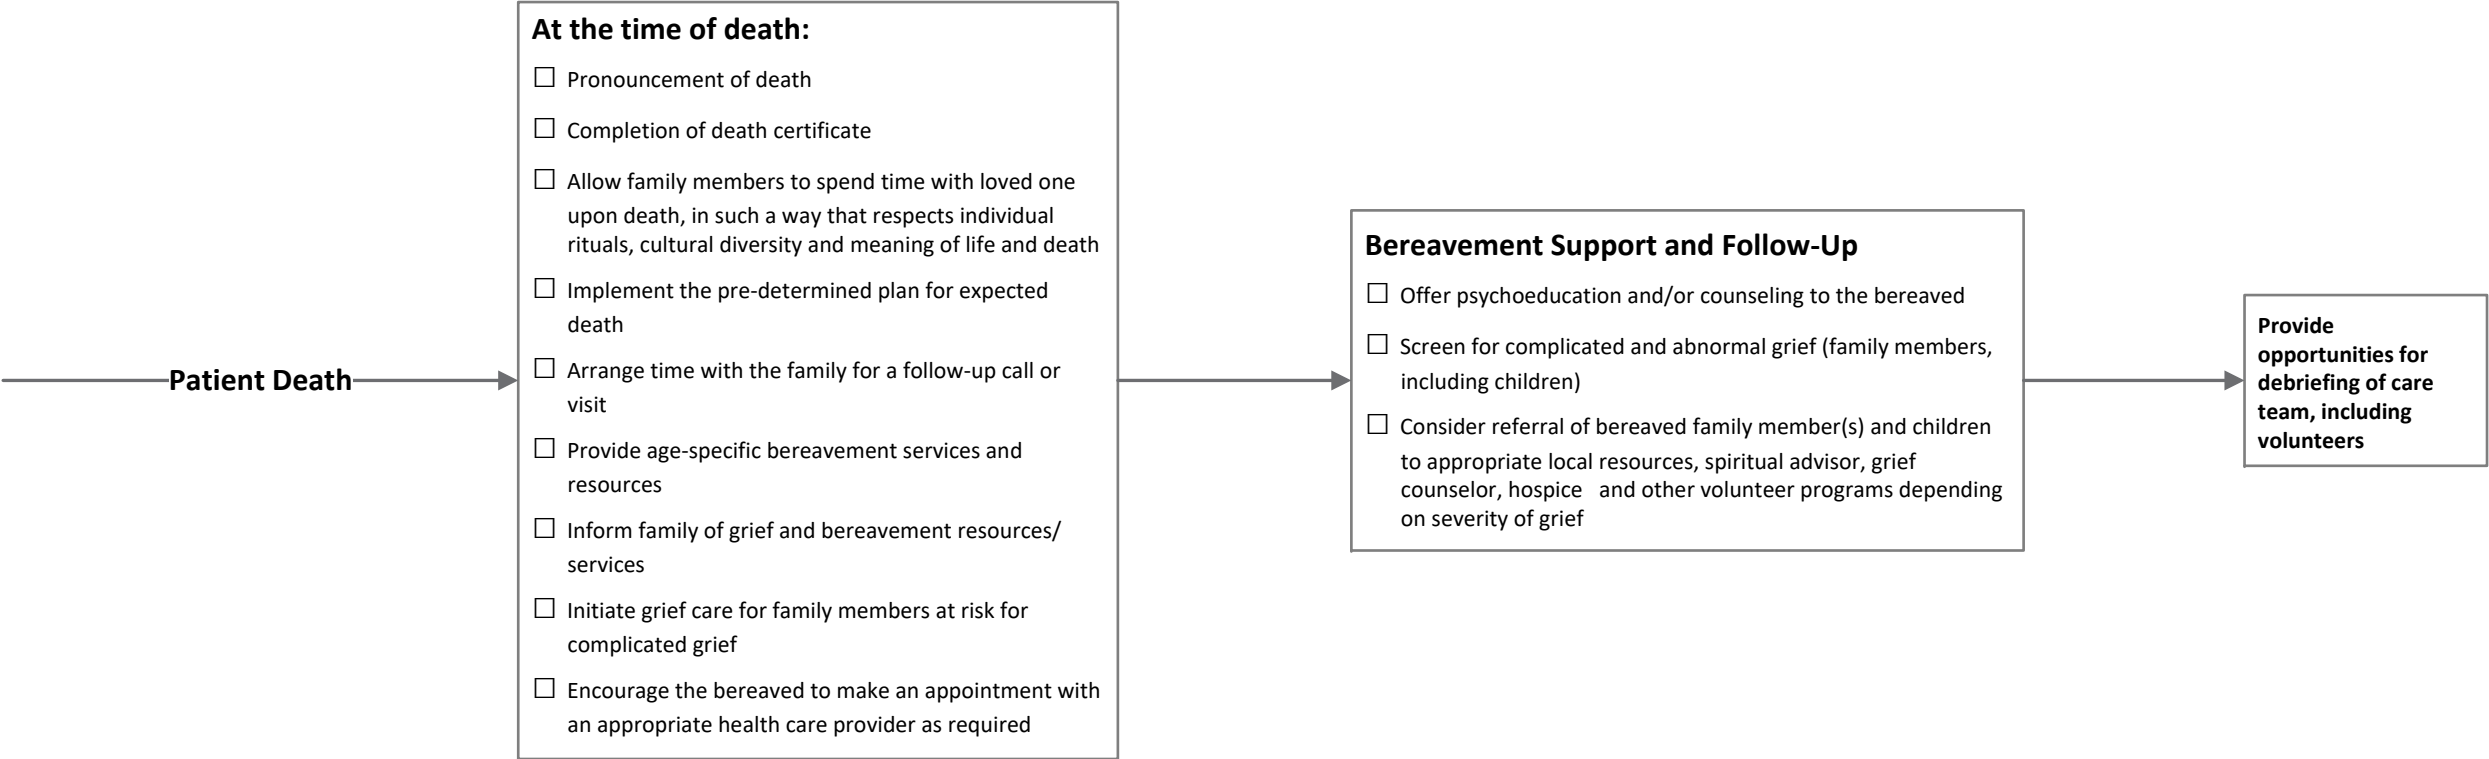 Patient Death
At the time of death:
☐ Pronouncement of death
☐ Completion of death certificate
☐ Allow family members to spend time with loved one
upon death, in such a way that respects individual
rituals, cultural diversity and meaning of life and death
☐ Implement the pre-determined plan for expected
death
☐ Arrange time with the family for a follow-up call or
visit
☐ Provide age-specific bereavement services and
resources
☐ Inform family of grief and bereavement resources/
services
☐ Initiate grief care for family members at risk for
complicated grief
☐ Encourage the bereaved to make an appointment with
an appropriate health care provider as required
Bereavement Support and Follow-Up
☐ Offer psychoeducation and/or counseling to the bereaved
☐ Screen for complicated and abnormal grief (family members,
including children)
☐ Consider referral of bereaved family member(s) and children
to appropriate local resources, spiritual advisor, grief
counselor, hospice and other volunteer programs depending
on severity of grief
Provide
opportunities for
debriefing of care
team, including
volunteers